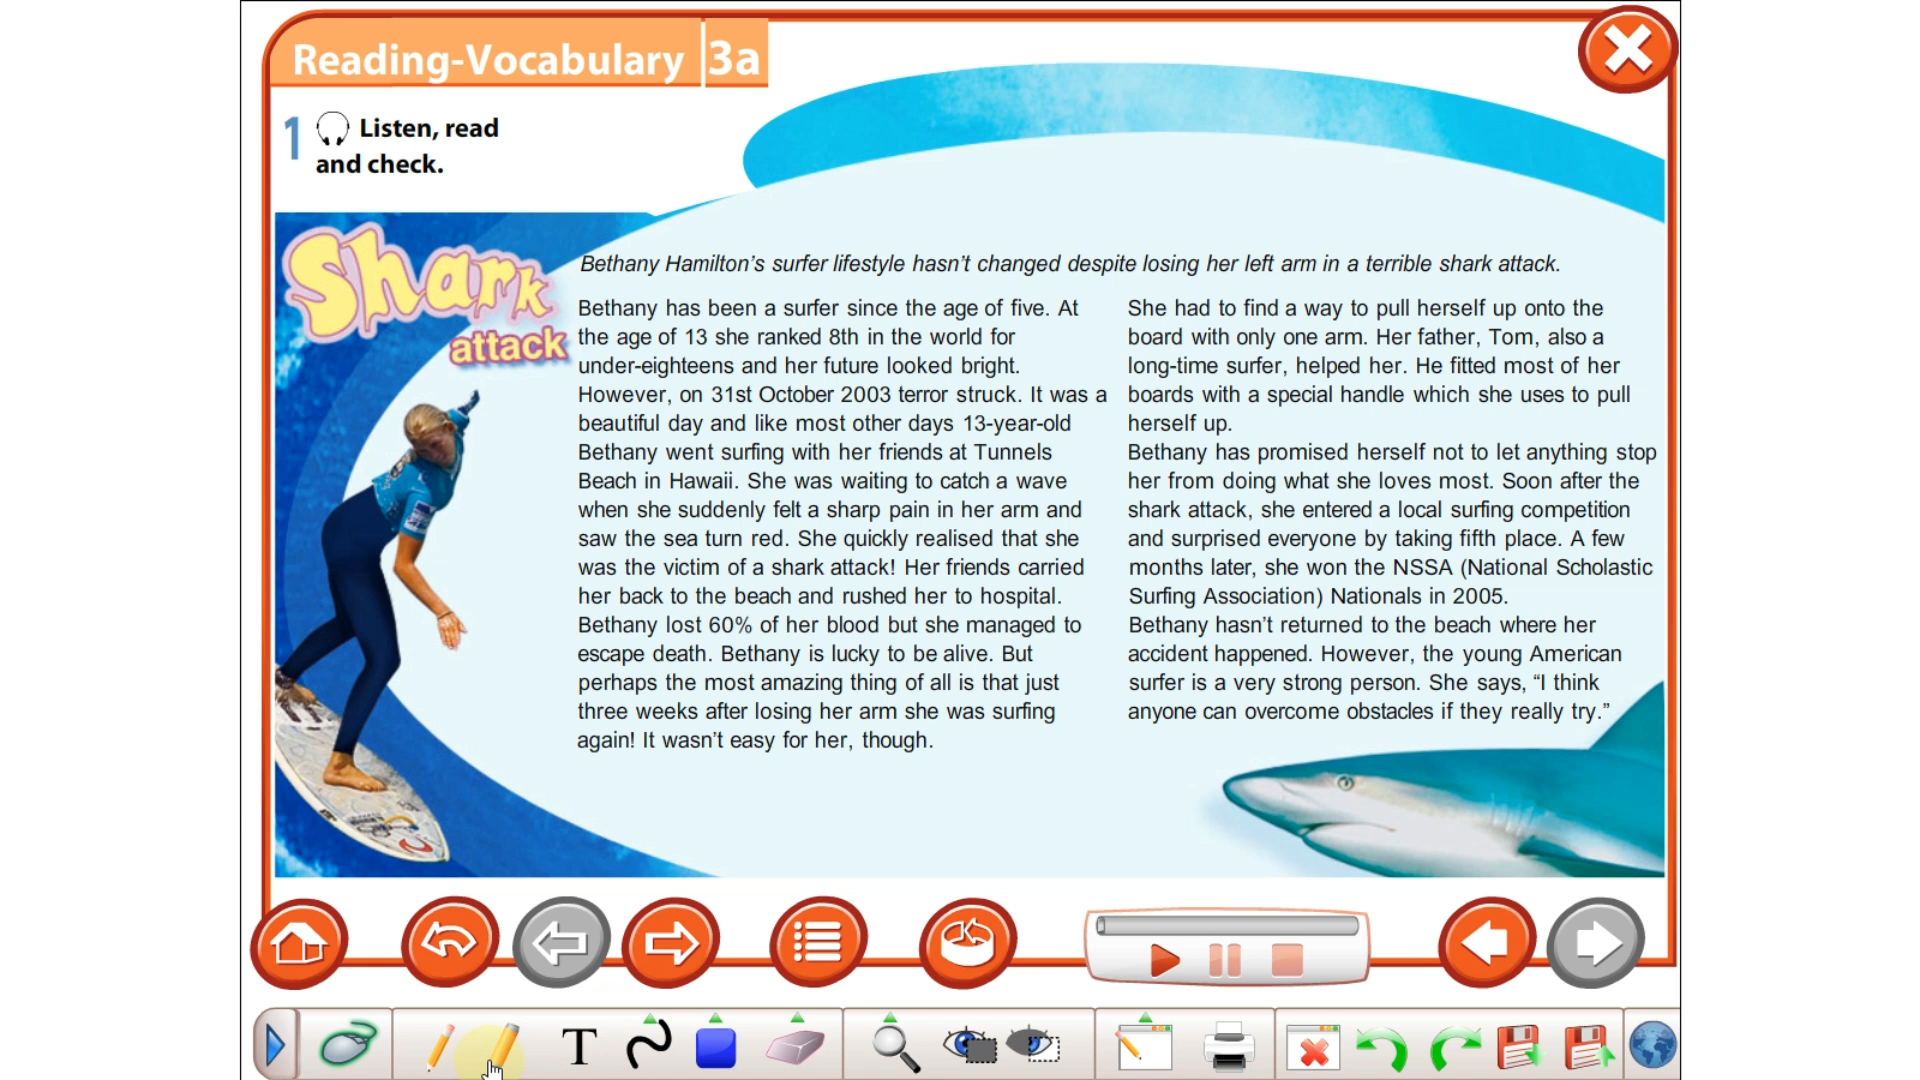 Reading-Vocabulary 3a
1 Listen, read
and check.
Shark
attack
Bethany Hamilton’s surfer lifestyle hasn’t changed despite losing her left arm in a terrible shark attack.
Bethany has been a surfer since the age of five. At
the age of 13 she ranked 8th in the world for
under-eighteens and her future looked bright.
However, on 31st October 2003 terror struck. It was a
beautiful day and like most other days 13-year-old
Bethany went surfing with her friends at Tunnels
Beach in Hawaii. She was waiting to catch a wave
when she suddenly felt a sharp pain in her arm and
saw the sea turn red. She quickly realised that she
was the victim of a shark attack! Her friends carried
her back to the beach and rushed her to hospital.
Bethany lost 60% of her blood but she managed to
escape death. Bethany is lucky to be alive. But
perhaps the most amazing thing of all is that just
three weeks after losing her arm she was surfing
again! It wasn’t easy for her, though.
She had to find a way to pull herself up onto the
board with only one arm. Her father, Tom, also a
long-time surfer, helped her. He fitted most of her
boards with a special handle which she uses to pull
herself up.
Bethany has promised herself not to let anything stop
her from doing what she loves most. Soon after the
shark attack, she entered a local surfing competition
and surprised everyone by taking fifth place. A few
months later, she won the NSSA (National Scholastic
Surfing Association) Nationals in 2005.
Bethany hasn’t returned to the beach where her
accident happened. However, the young American
surfer is a very strong person. She says, “I think
anyone can overcome obstacles if they really try.”
T